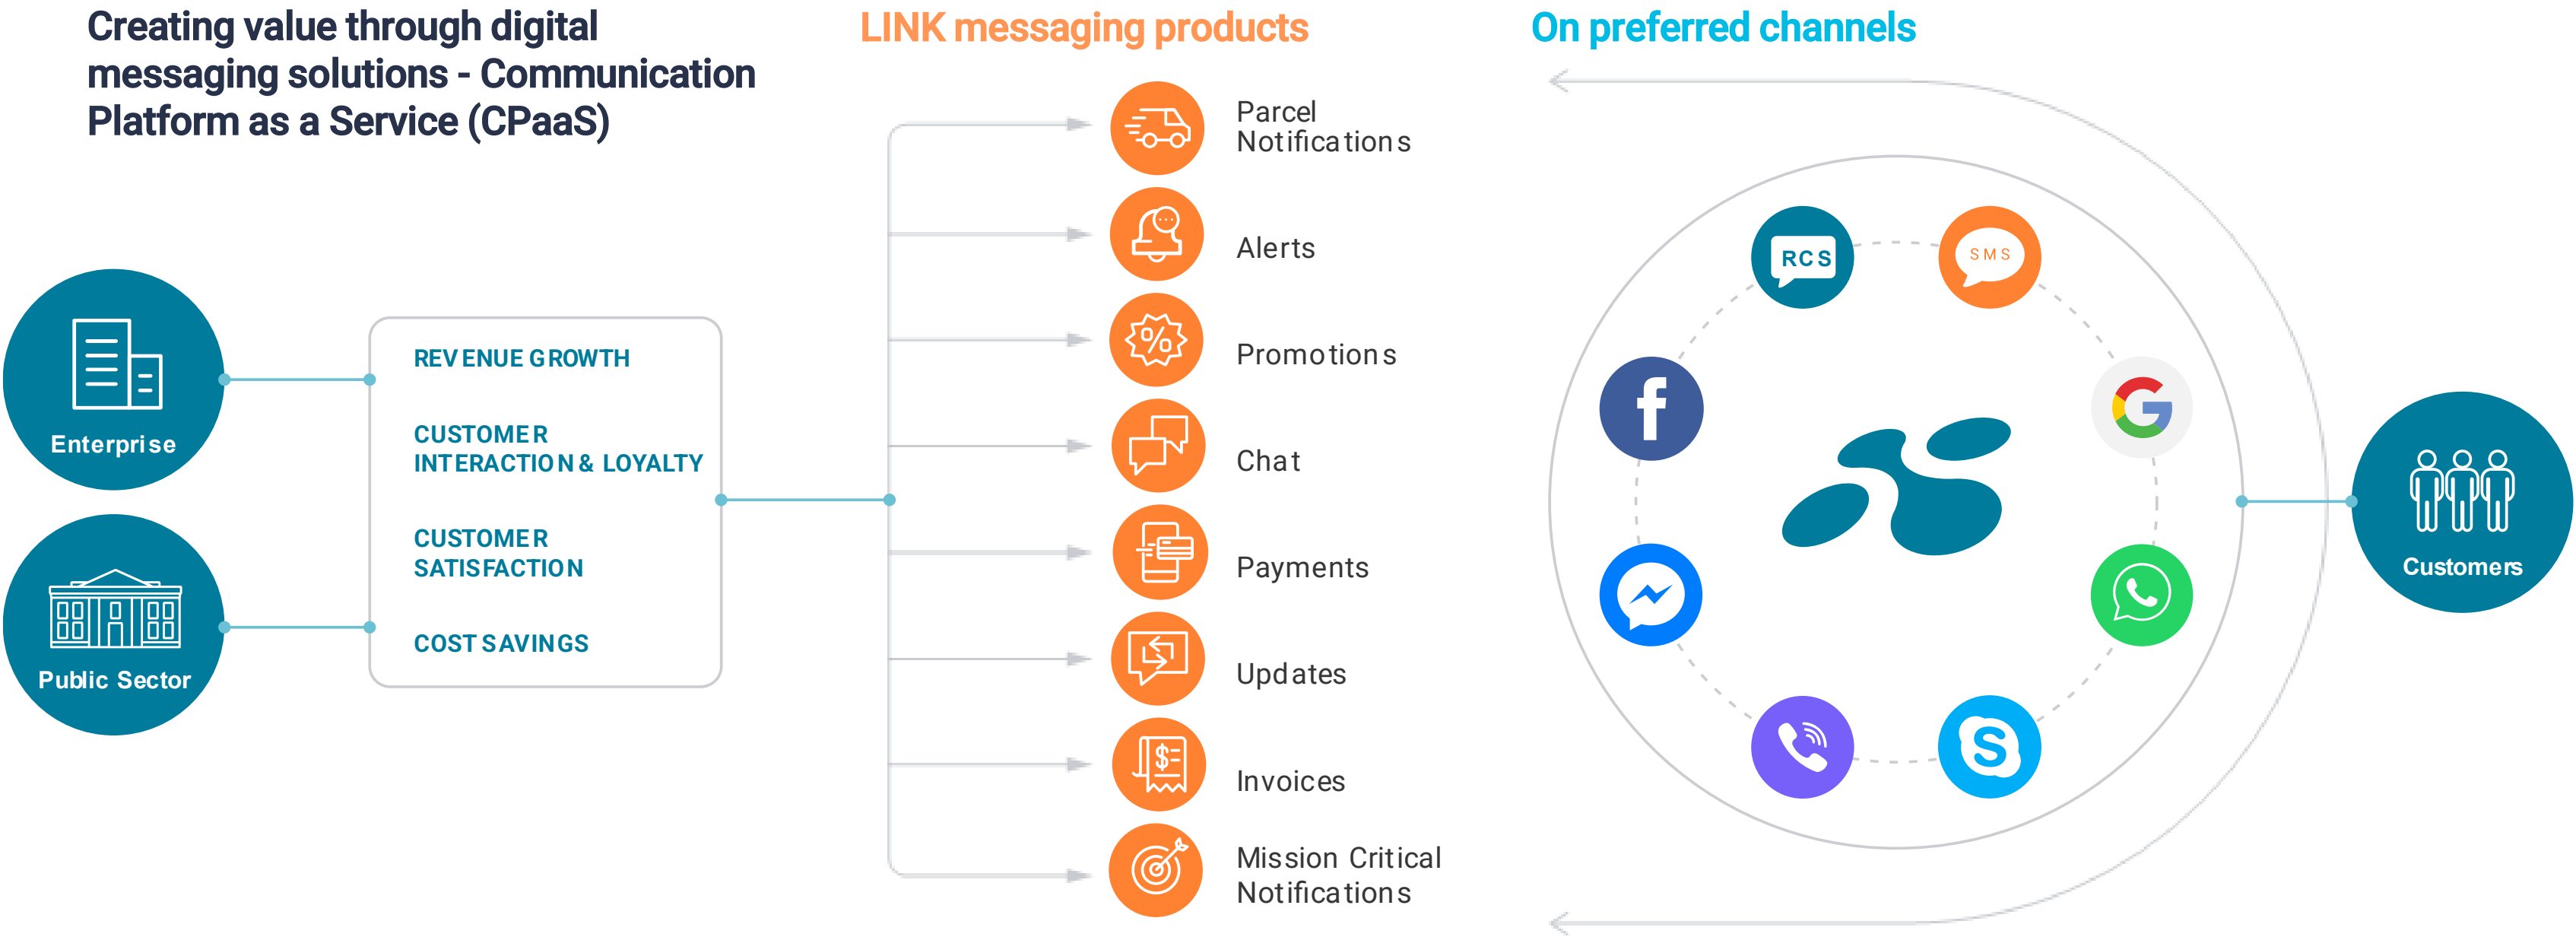 Creating value through digital
messaging solutions - Communication
Platform as a Service (CPaaS)
Enterprise
Public Sector
REVENUE GROWTH
CUSTOMER
INTERACTION & LOYALTY
CUSTOMER
SATISFACTION
COST SAVINGS
LINK messaging products
Parcel
Notifications
Alerts
Promotions
Chat
Payments
Updates
Invoices
Mission Critical
Notifications
On preferred channels
RCS
SMS
Customers